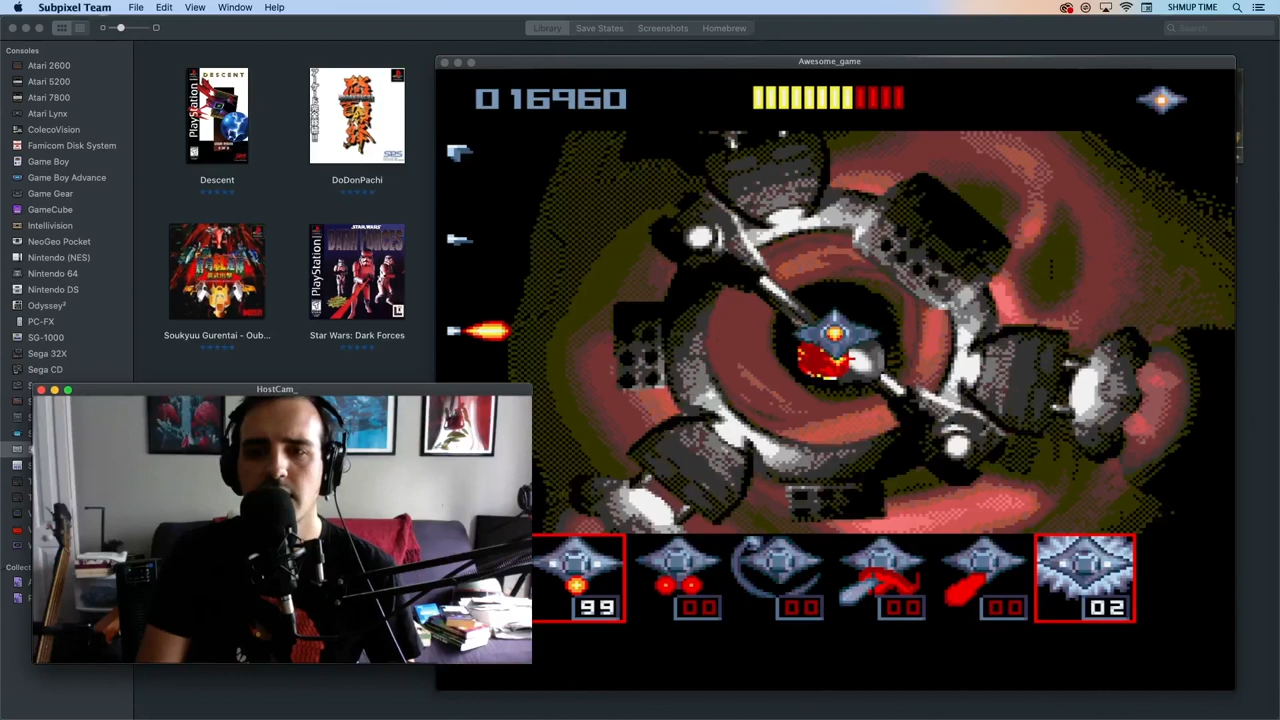 Subpixel Team File Edit View Window Help SHMUP TIME
Library Save States Screenshots Homebrew Search
Awesome_game
Consoles
Atari 2600
Atari 5200
Atari 7800
Atari Lynx
ColecoVision
Famicom Disk System
Game Boy
Game Boy Advance
Game Gear
GameCube
Intellivision
NeoGeo Pocket
Nintendo (NES)
Nintendo 64
Nintendo DS
Odyssey²
PC-FX
SG-1000
Sega 32X
Sega CD
Collec
DESCENT
PlayStation
Descent
DoDonPachi
PlayStation
STAR WARS
DARK FORCES
Soukyuu Gurentai - Oub...
Star Wars: Dark Forces
HostCam_
016960
99 00 00 00 00 02